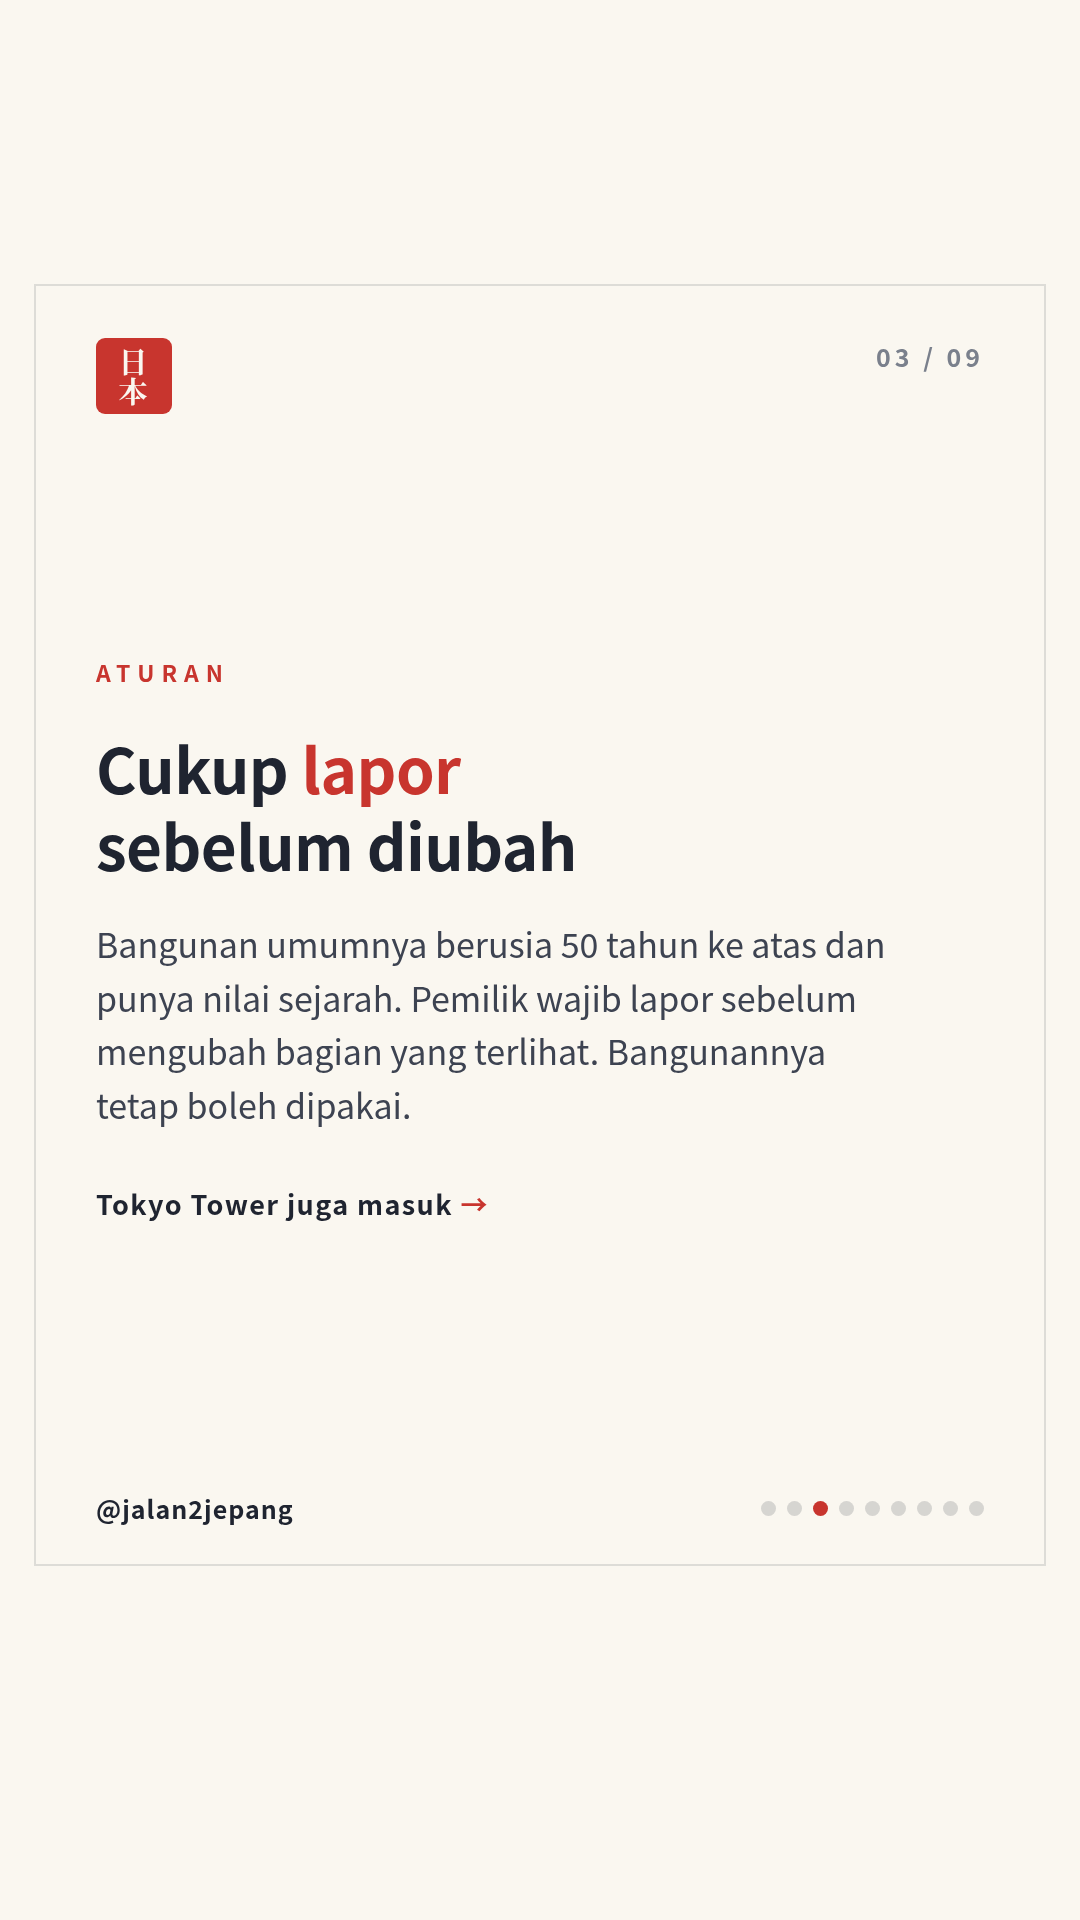 日
本
03 / 09
ATURAN
Cukup lapor
sebelum diubah
Bangunan umumnya berusia 50 tahun ke atas dan
punya nilai sejarah. Pemilik wajib lapor sebelum
mengubah bagian yang terlihat. Bangunannya
tetap boleh dipakai.
Tokyo Tower juga masuk →
@jalan2jepang